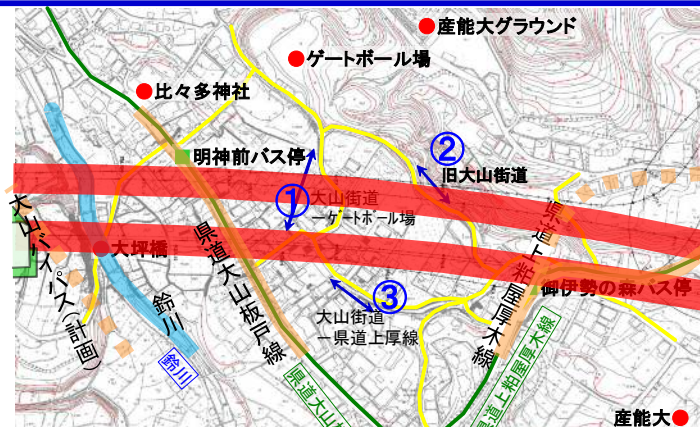 産能大グラウンド
ゲートボール場
比々多神社
明神前バス停
②
旧大山街道
①
大山街道
ーゲートボール場
大坪橋
県道大山板戸線
県道上粕屋厚木線
御伊勢の森バス停
大山バイパス(計画)
鈴川
③
大山街道
ー県道上厚線
鈴川
県道大山板
県道上粕屋厚木線
産能大